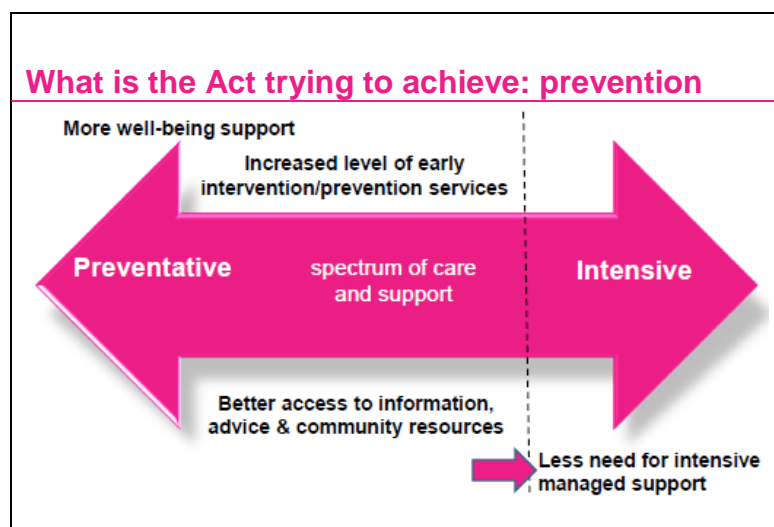 What is the Act trying to achieve: prevention
More well-being support
Increased level of early
intervention/prevention services
Preventative
spectrum of care
and support
Intensive
Better access to information,
advice & community resources
Less need for intensive
managed support